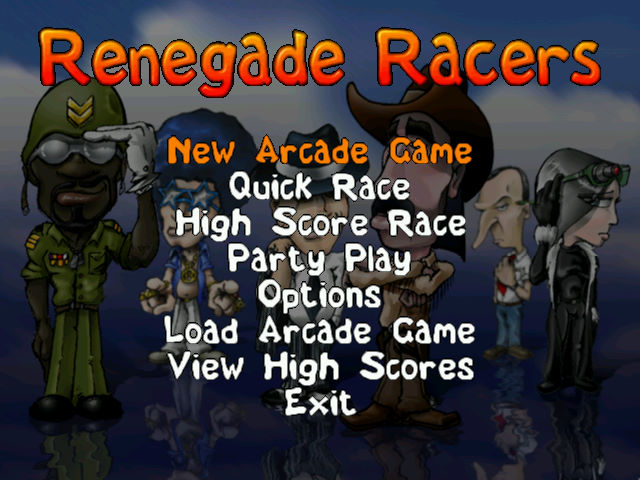 Renegade Racers
New Arcade Game
Quick Race
High Score Race
Party Play
Options
Load Arcade Game
View High Scores
Exit